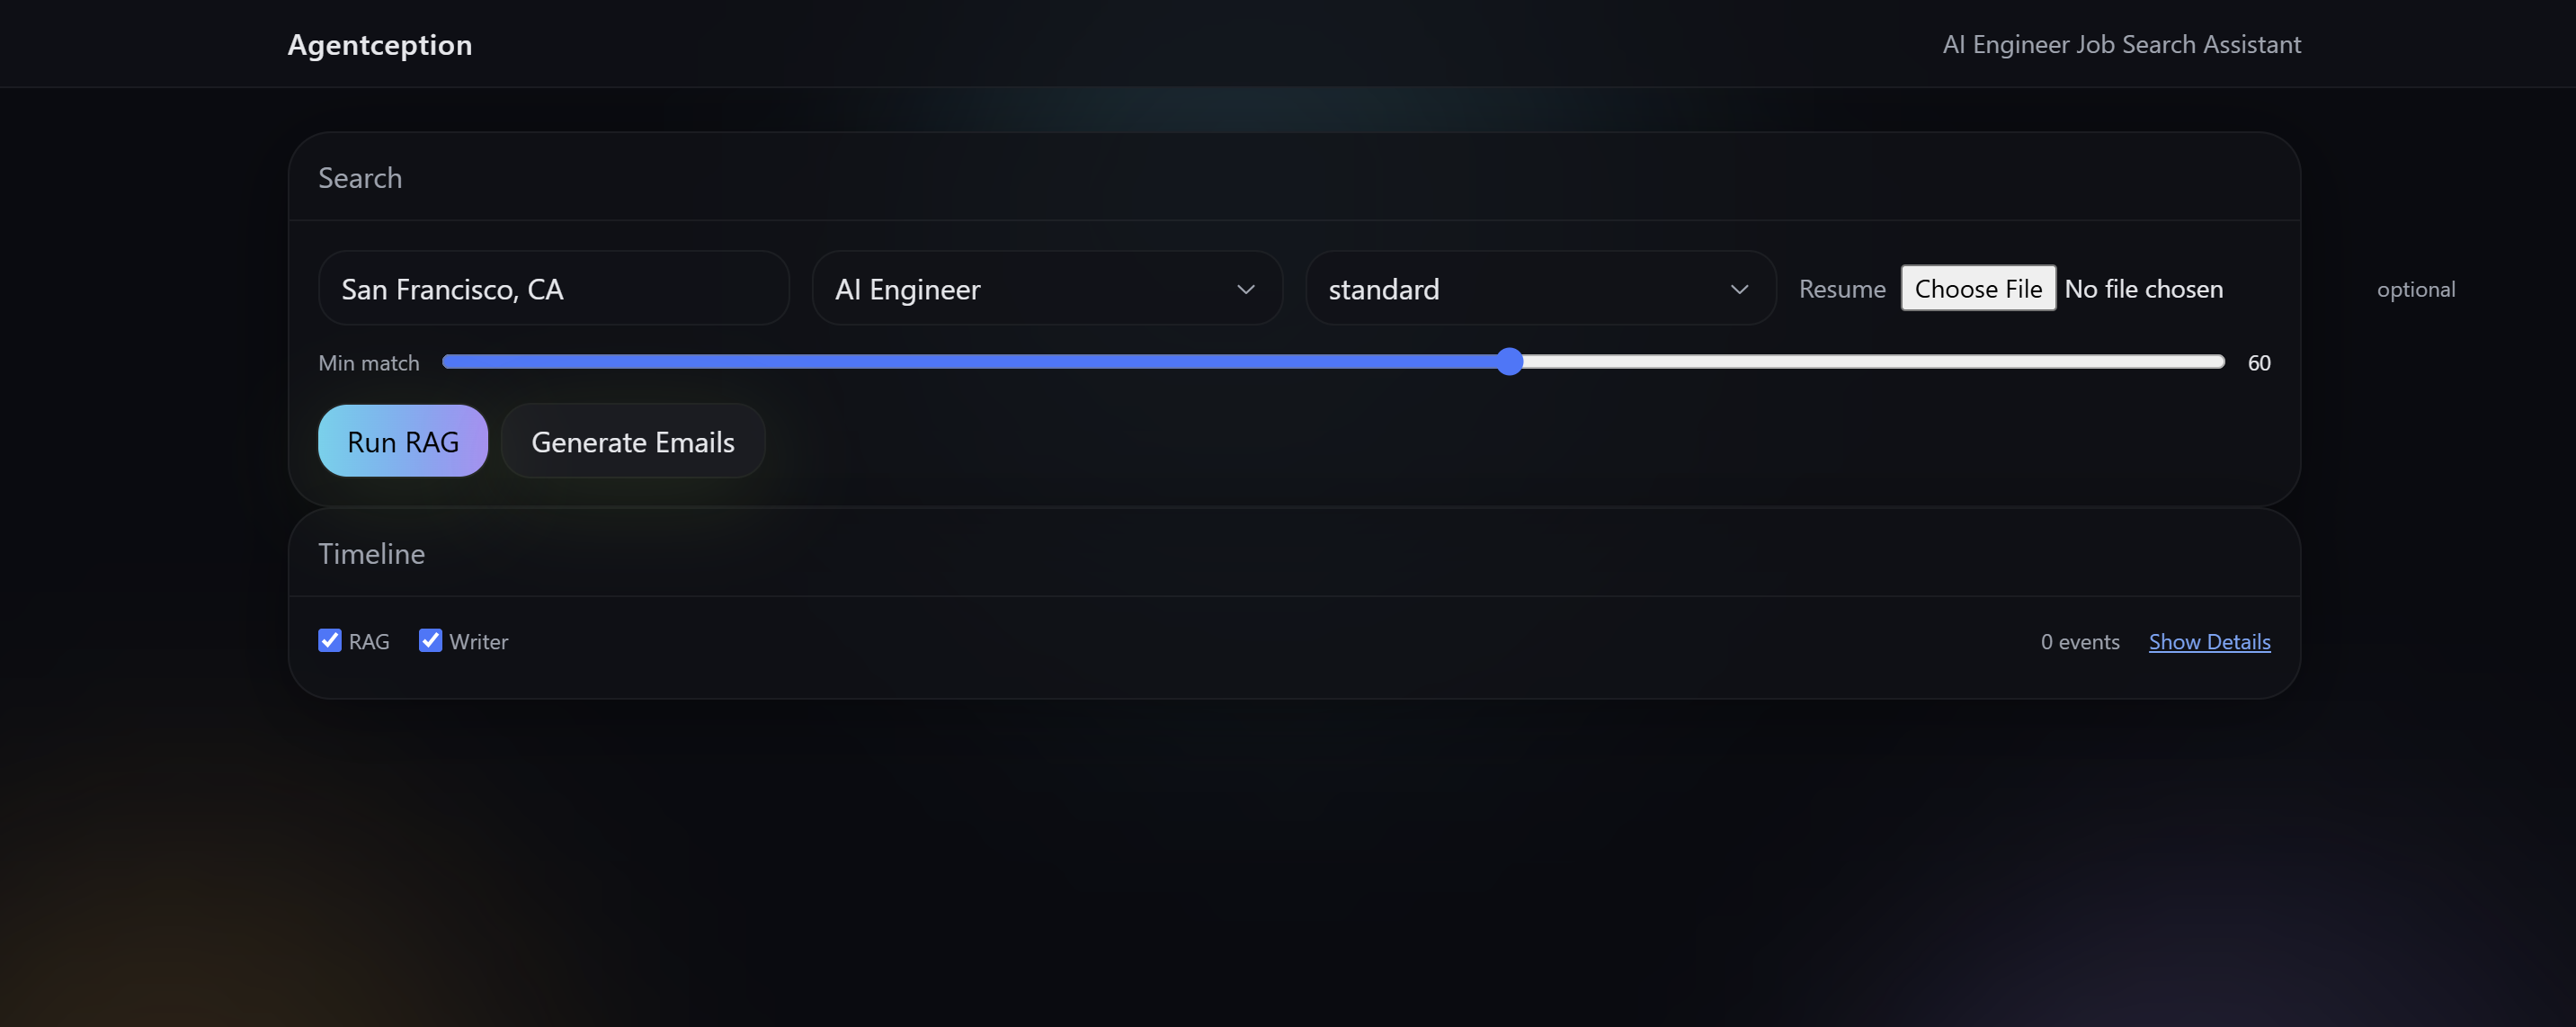 Agentception
AI Engineer Job Search Assistant
Search
San Francisco, CA
AI Engineer
standard
Resume Choose File No file chosen optional
Min match 60
Run RAG Generate Emails
Timeline
RAG Writer 0 events Show Details